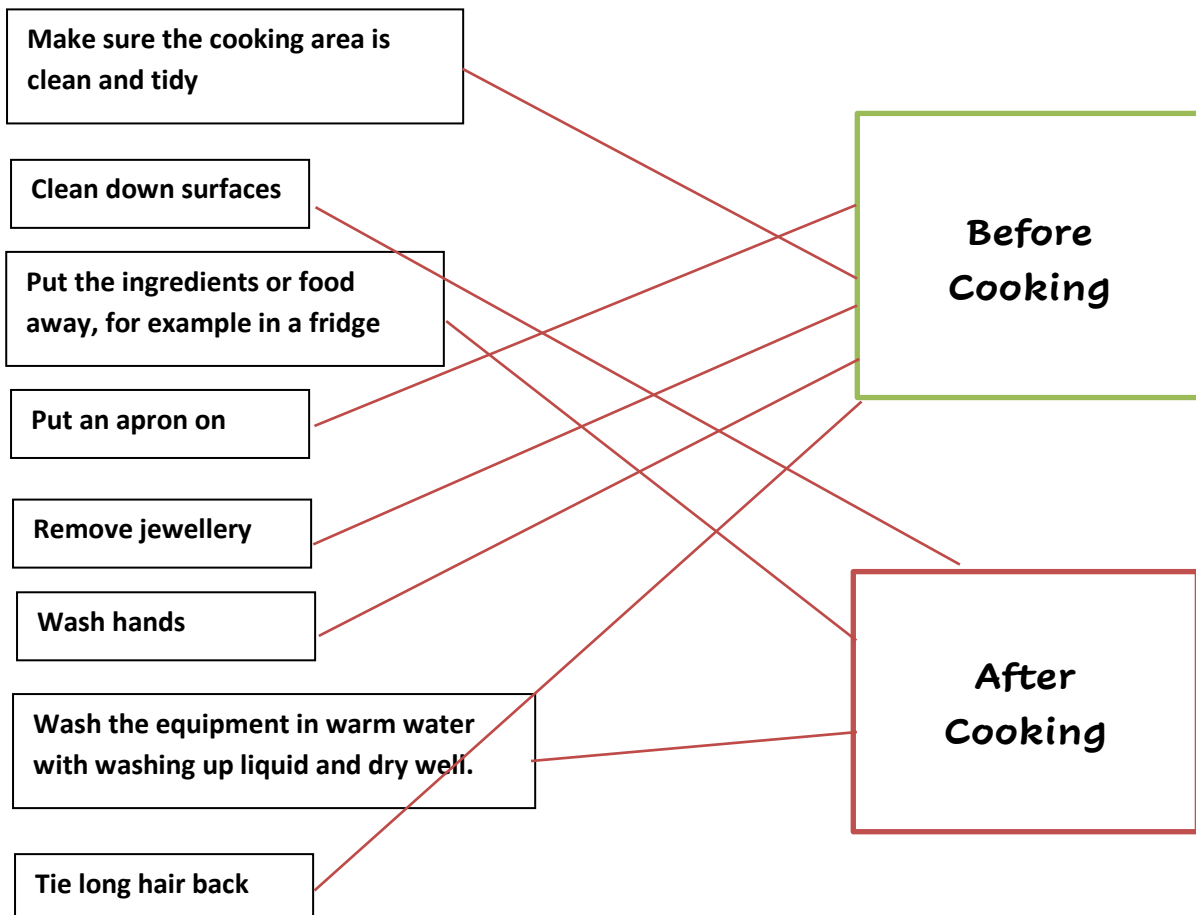 Make sure the cooking area is
clean and tidy
Clean down surfaces
Put the ingredients or food
away, for example in a fridge
Put an apron on
Remove jewellery
Wash hands
Wash the equipment in warm water
with washing up liquid and dry well.
Tie long hair back
Before
Cooking
After
Cooking